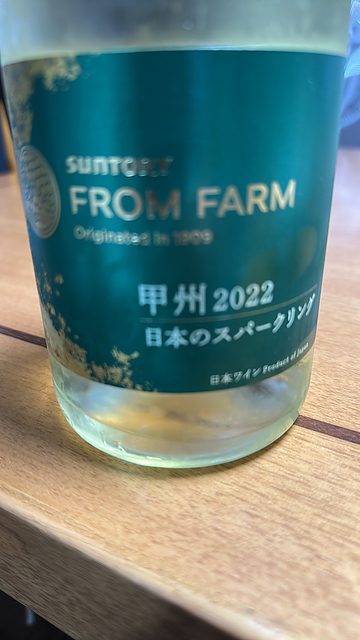 SUNTORY
FROM FARM
Originated in 1909
甲州 2022
日本のスパークリング
日本ワイン Product of Japan